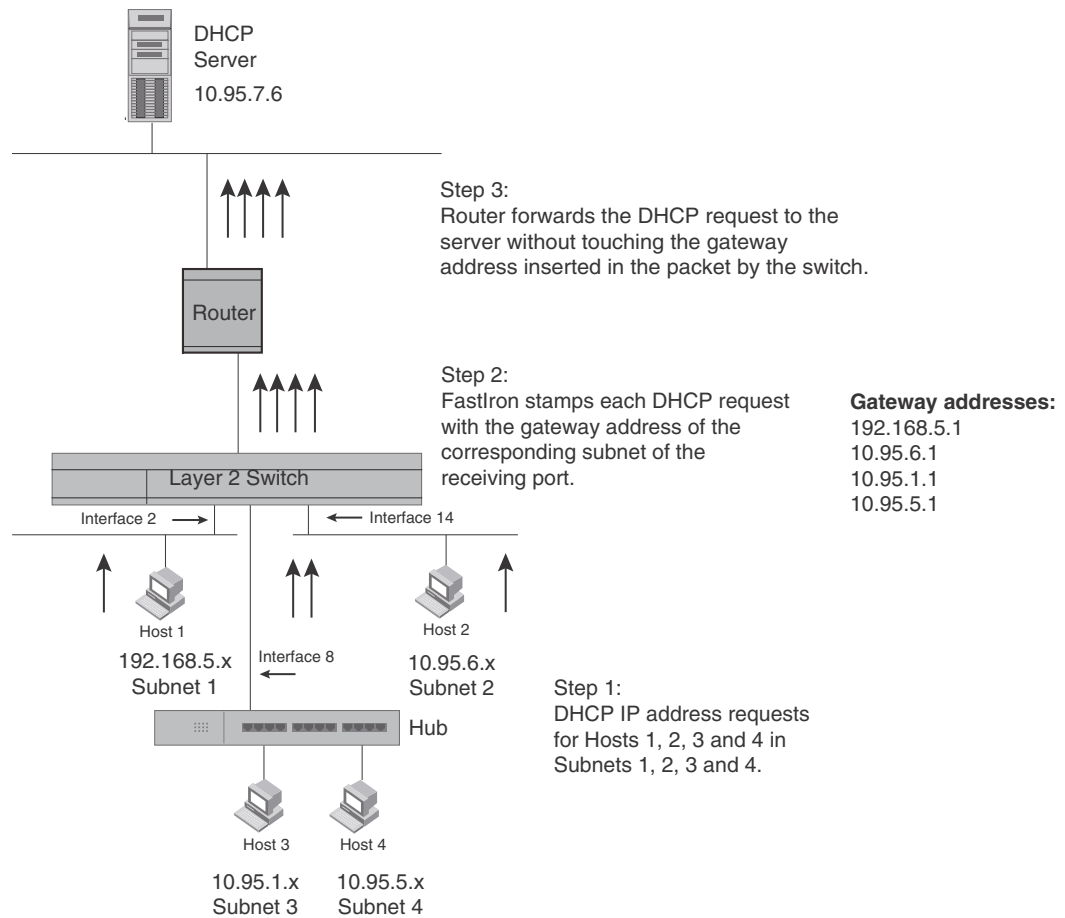 DHCP
Server
10.95.7.6
Step 3:
Router forwards the DHCP request to the
server without touching the gateway
address inserted in the packet by the switch.
Router
Step 2:
FastIron stamps each DHCP request
with the gateway address of the
corresponding subnet of the
receiving port.
Gateway addresses:
192.168.5.1
10.95.6.1
10.95.1.1
10.95.5.1
Layer 2 Switch
Interface 2
Interface 14
Host 1
192.168.5.x
Subnet 1
Interface 8
Host 2
10.95.6.x
Subnet 2
Step 1:
DHCP IP address requests
for Hosts 1, 2, 3 and 4 in
Subnets 1, 2, 3 and 4.
Hub
Host 3
10.95.1.x
Subnet 3
Host 4
10.95.5.x
Subnet 4